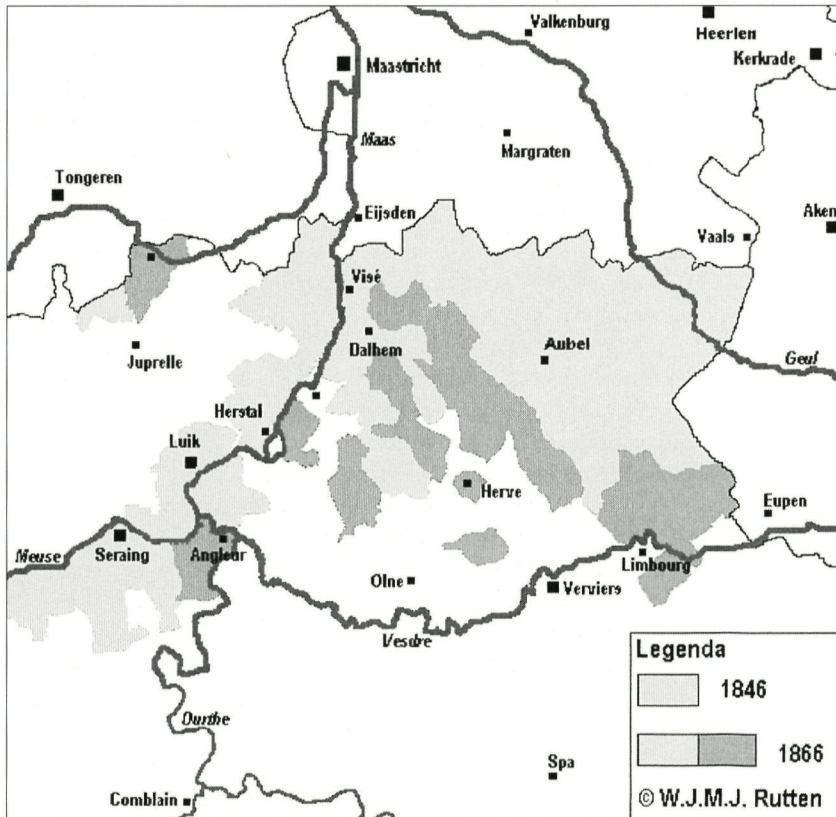 Valkenburg
Heerlen
Kerkrade
Maastricht
Maas
Margraten
Tongeren
Eijsden
Vaals
Aken
Visé
Dalhem
Aubel
Juprelle
Geul
Herstal
Luik
Herve
Eupen
Meuse
Seraing
Angleur
Limbourg
Olne
Verviers
Vesdre
Legenda
1846
Ourthe
1866
Spa
Comblain
© W.J.M.J. Rutten